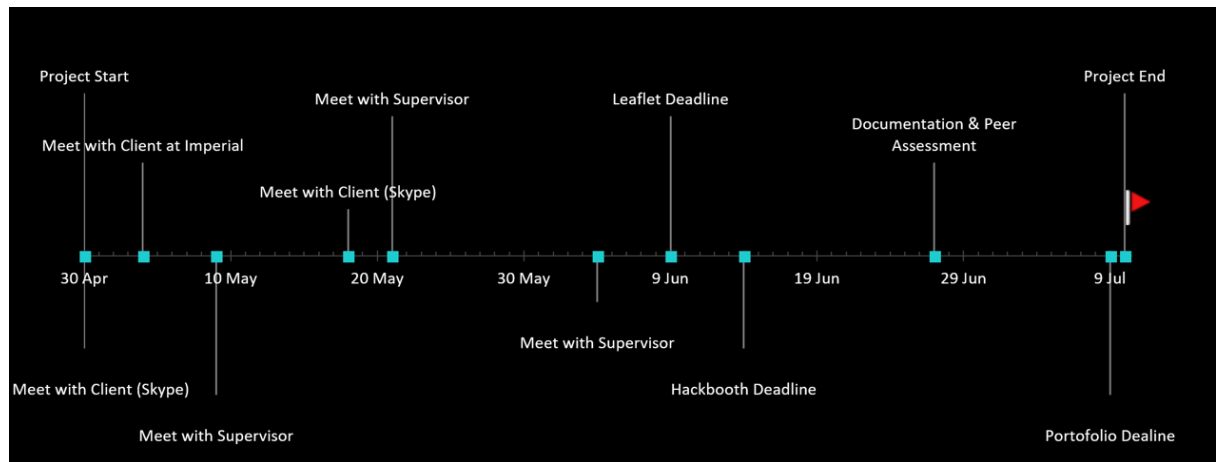 Project Start
Project End
Meet with Supervisor
Leaflet Deadline
Documentation & Peer
Assessment
Meet with Client at Imperial
Meet with Client (Skype)
30 Apr
10 May
20 May
30 May
9 Jun
19 Jun
29 Jun
9 Jul
Meet with Supervisor
Meet with Client (Skype)
Hackbooth Deadline
Meet with Supervisor
Portofolio Dealine